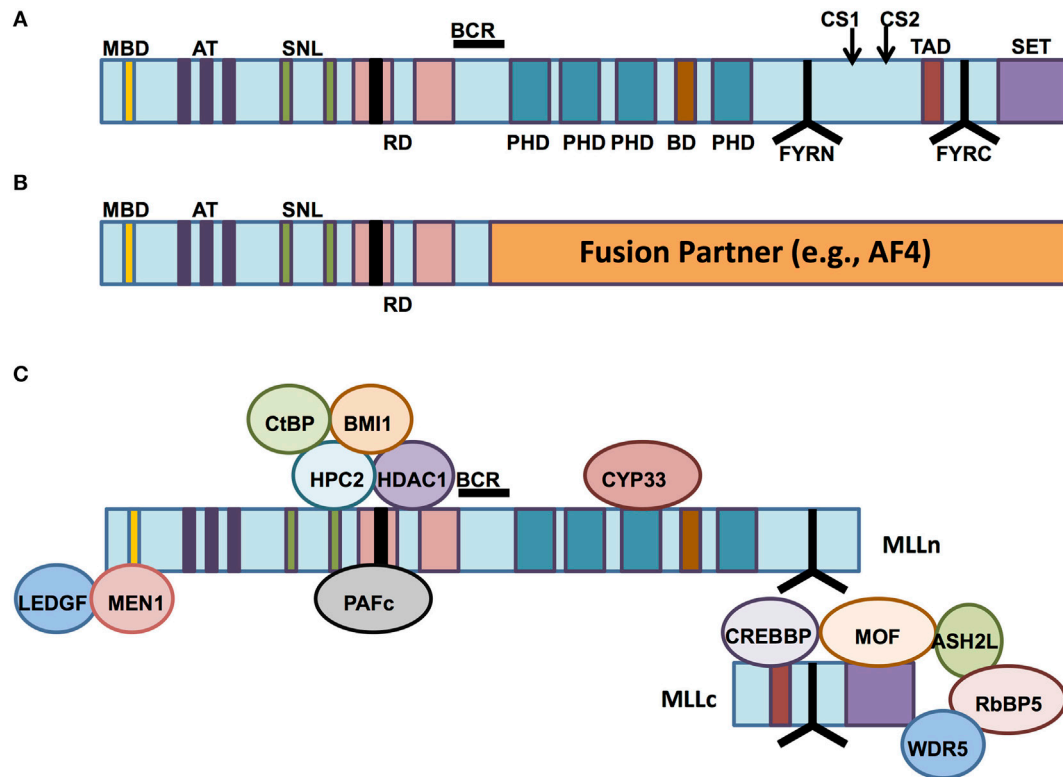 A
BCR
CS1 CS2
MBD AT SNL TAD SET
RD PHD PHD PHD BD PHD FYRN FYRC
B
MBD AT SNL
Fusion Partner (e.g., AF4)
RD
C
CtBP BMI1
HPC2 HDAC1 BCR CYP33
MLLn
LEDGF MEN1 PAFc
CREBBP MOF ASH2L
MLLc RbBP5
WDR5